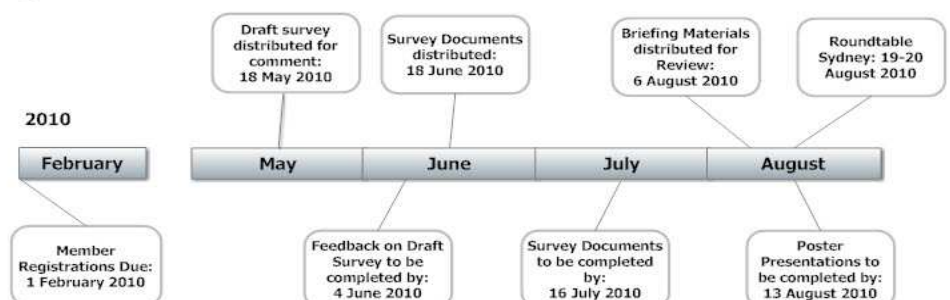 Draft survey
distributed for
comment:
18 May 2010
Survey Documents
distributed:
18 June 2010
Briefing Materials
distributed for
Review:
6 August 2010
Roundtable
Sydney: 19-20
August 2010
2010
February
May
June
July
August
Member
Registrations Due:
1 February 2010
Feedback on Draft
Survey to be
completed by:
4 June 2010
Survey Documents
to be completed
by:
16 July 2010
Poster
Presentations to
be completed by:
13 August 2010